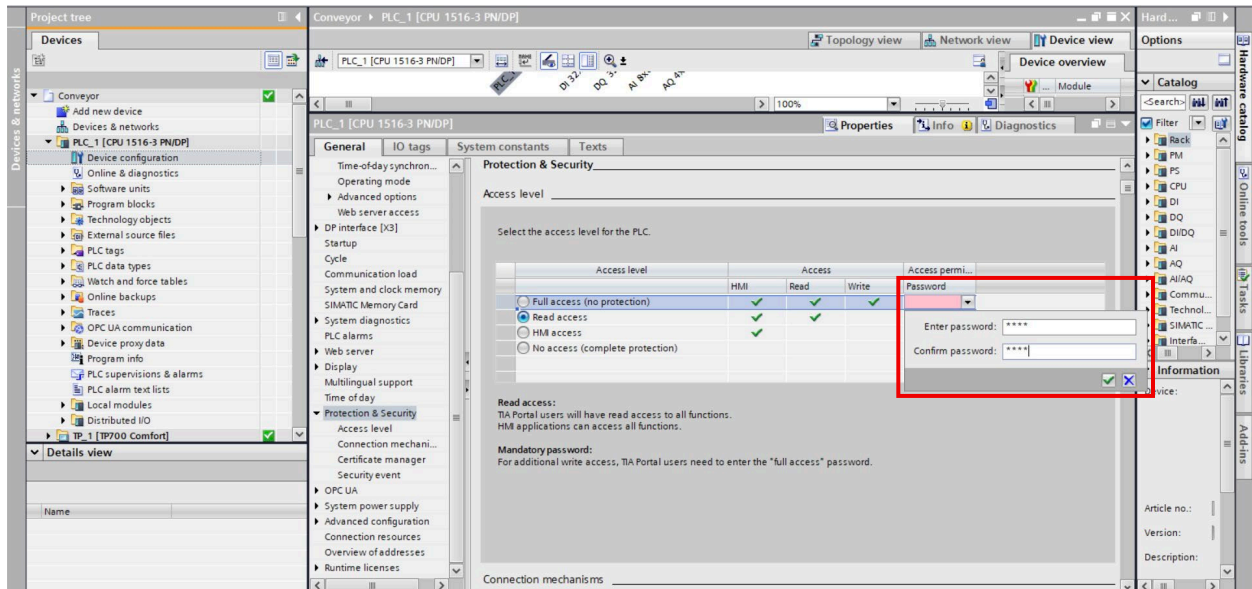 Project tree
Devices
Devices & networks
Conveyor
Add new device
Devices & networks
PLC_1 [CPU 1516-3 PN/DP]
Device configuration
Online & diagnostics
Software units
Program blocks
Technology objects
External source files
PLC tags
PLC data types
Watch and force tables
Online backups
Traces
OPC UA communication
Device proxy data
Program info
PLC supervisions & alarms
PLC alarm text lists
Local modules
Distributed I/O
TP_1 [TP700 Comfort]
Details view
Name
Conveyor ▸ PLC_1 [CPU 1516-3 PN/DP]
Topology view
Network view
Device view
PLC_1 [CPU 1516-3 PN/DP]
Device overview
... Module
100%
PLC_1 [CPU 1516-3 PN/DP]
Properties
Info
Diagnostics
General
IO tags
System constants
Texts
Time-of-day synchron...
Operating mode
Advanced options
Web server access
DP interface [X3]
Startup
Cycle
Communication load
System and clock memory
SIMATIC Memory Card
System diagnostics
PLC alarms
Web server
Display
Multilingual support
Time of day
Protection & Security
Access level
Connection mechani...
Certificate manager
Security event
OPC UA
System power supply
Advanced configuration
Connection resources
Overview of addresses
Runtime licenses
Protection & Security
Access level
Select the access level for the PLC.
Access level Access Access permi...
HMI Read Write Password
Full access (no protection)
Read access
HMI access
No access (complete protection)
Enter password: ****
Confirm password: ****
Read access:
TIA Portal users will have read access to all functions.
HMI applications can access all functions.
Mandatory password:
For additional write access, TIA Portal users need to enter the "full access" password.
Connection mechanisms
Hard...
Options
Catalog
<Search>
Filter
Rack
PM
PS
CPU
DI
DQ
DI/DQ
AI
AQ
AI/AQ
Commu...
Technol...
SIMATIC ...
Interfa...
Information
Device:
Article no.:
Version:
Description:
Hardware catalog
Online tools
Tasks
Libraries
Add-ins